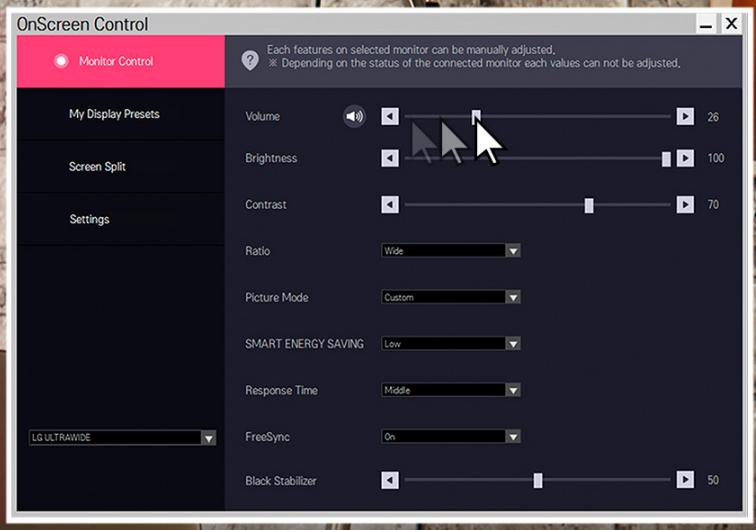 OnScreen Control
Monitor Control
Each features on selected monitor can be manually adjusted.
※ Depending on the status of the connected monitor each values can not be adjusted.
My Display Presets
Screen Split
Settings
LG ULTRAWIDE
Volume 26
Brightness 100
Contrast 70
Ratio Wide
Picture Mode Custom
SMART ENERGY SAVING Low
Response Time Middle
FreeSync On
Black Stabilizer 50